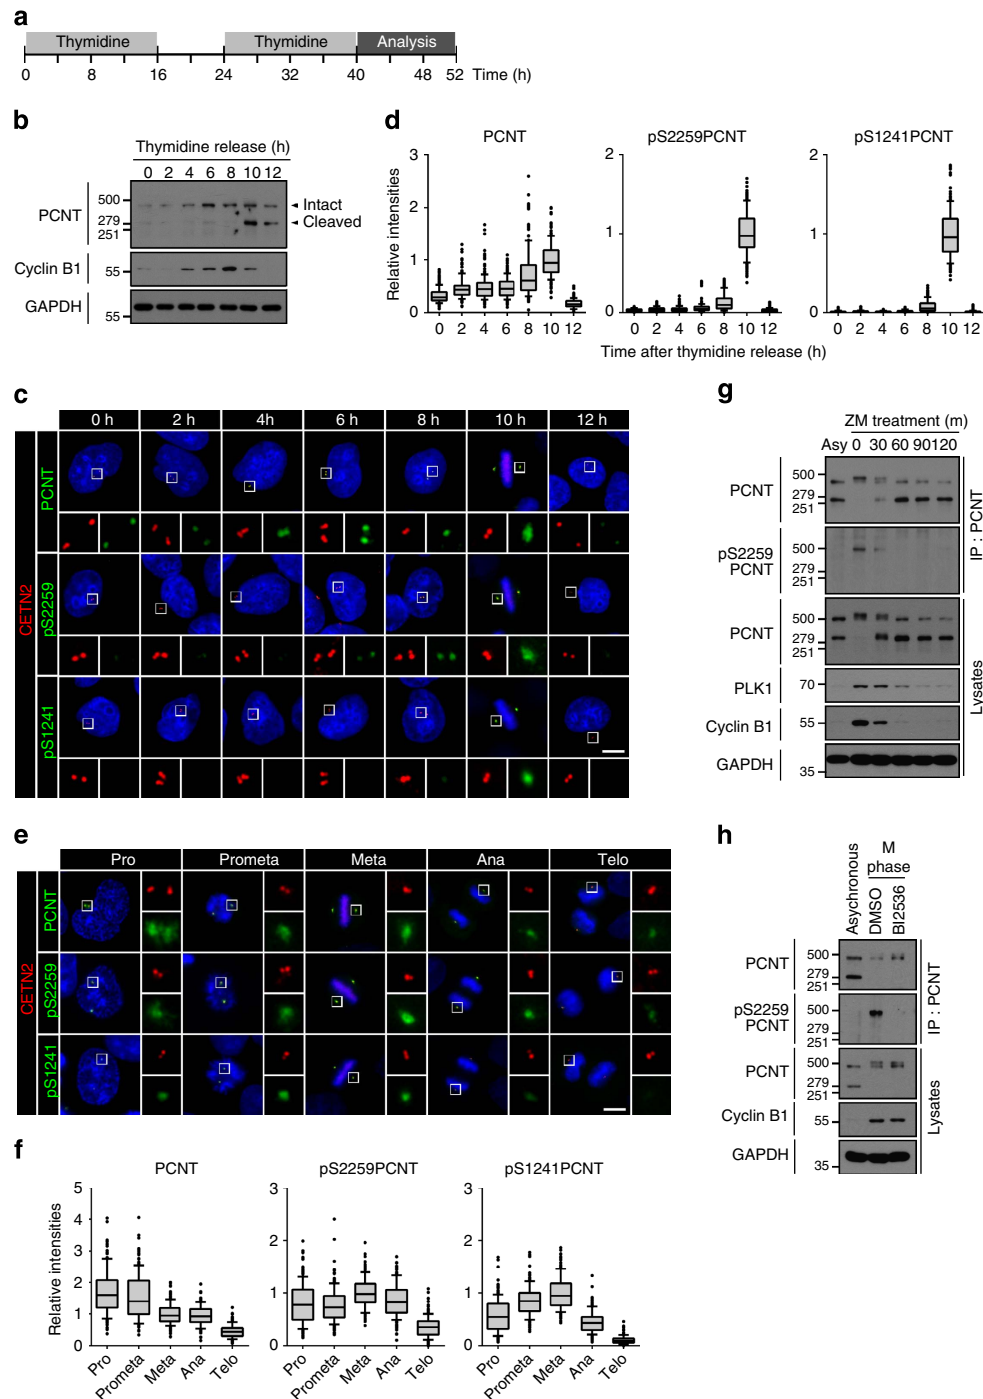 a
Thymidine Thymidine Analysis
0 8 16 24 32 40 48 52 Time (h)
b
Thymidine release (h)
0 2 4 6 8 10 12
PCNT
500
279
251
Intact
Cleaved
Cyclin B1
55
GAPDH
55
d
PCNT pS2259PCNT pS1241PCNT
Relative intensities
3
2
1
0
0 2 4 6 8 10 12
2
1
0
0 2 4 6 8 10 12
2
1
0
0 2 4 6 8 10 12
Time after thymidine release (h)
c
0 h 2 h 4h 6 h 8 h 10 h 12 h
CETN2
PCNT
pS2259
pS1241
g
ZM treatment (m)
Asy 0 30 60 90 120
PCNT
500
279
251
pS2259
PCNT
500
279
251
IP : PCNT
PCNT
500
279
251
PLK1
70
Cyclin B1
55
GAPDH
35
Lysates
e
Pro Prometa Meta Ana Telo
CETN2
PCNT
pS2259
pS1241
h
Asychronous
M
phase
DMSO
BI2536
PCNT
500
279
251
pS2259
PCNT
500
279
251
IP : PCNT
PCNT
500
279
251
Cyclin B1
55
GAPDH
35
Lysates
f
PCNT pS2259PCNT pS1241PCNT
Relative intensities
5
4
3
2
1
0
Pro Prometa Meta Ana Telo
3
2
1
0
Pro Prometa Meta Ana Telo
3
2
1
0
Pro Prometa Meta Ana Telo